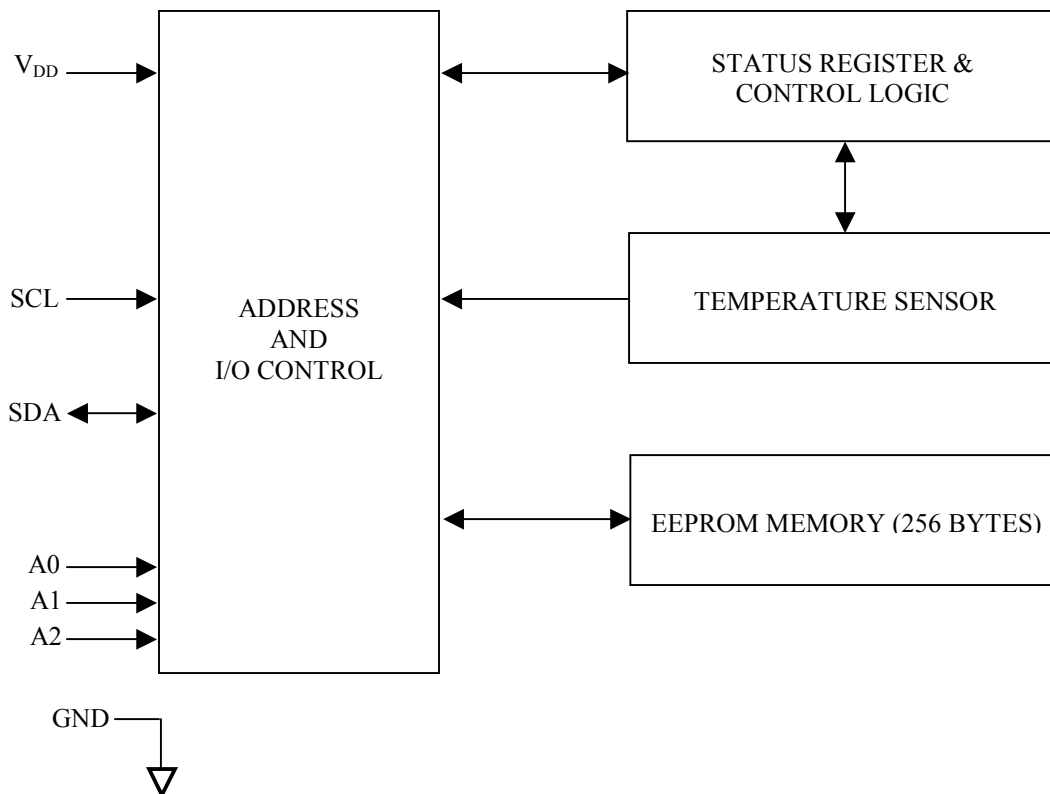 V_DD
SCL
SDA
A0
A1
A2
GND
ADDRESS
AND
I/O CONTROL
STATUS REGISTER &
CONTROL LOGIC
TEMPERATURE SENSOR
EEPROM MEMORY (256 BYTES)